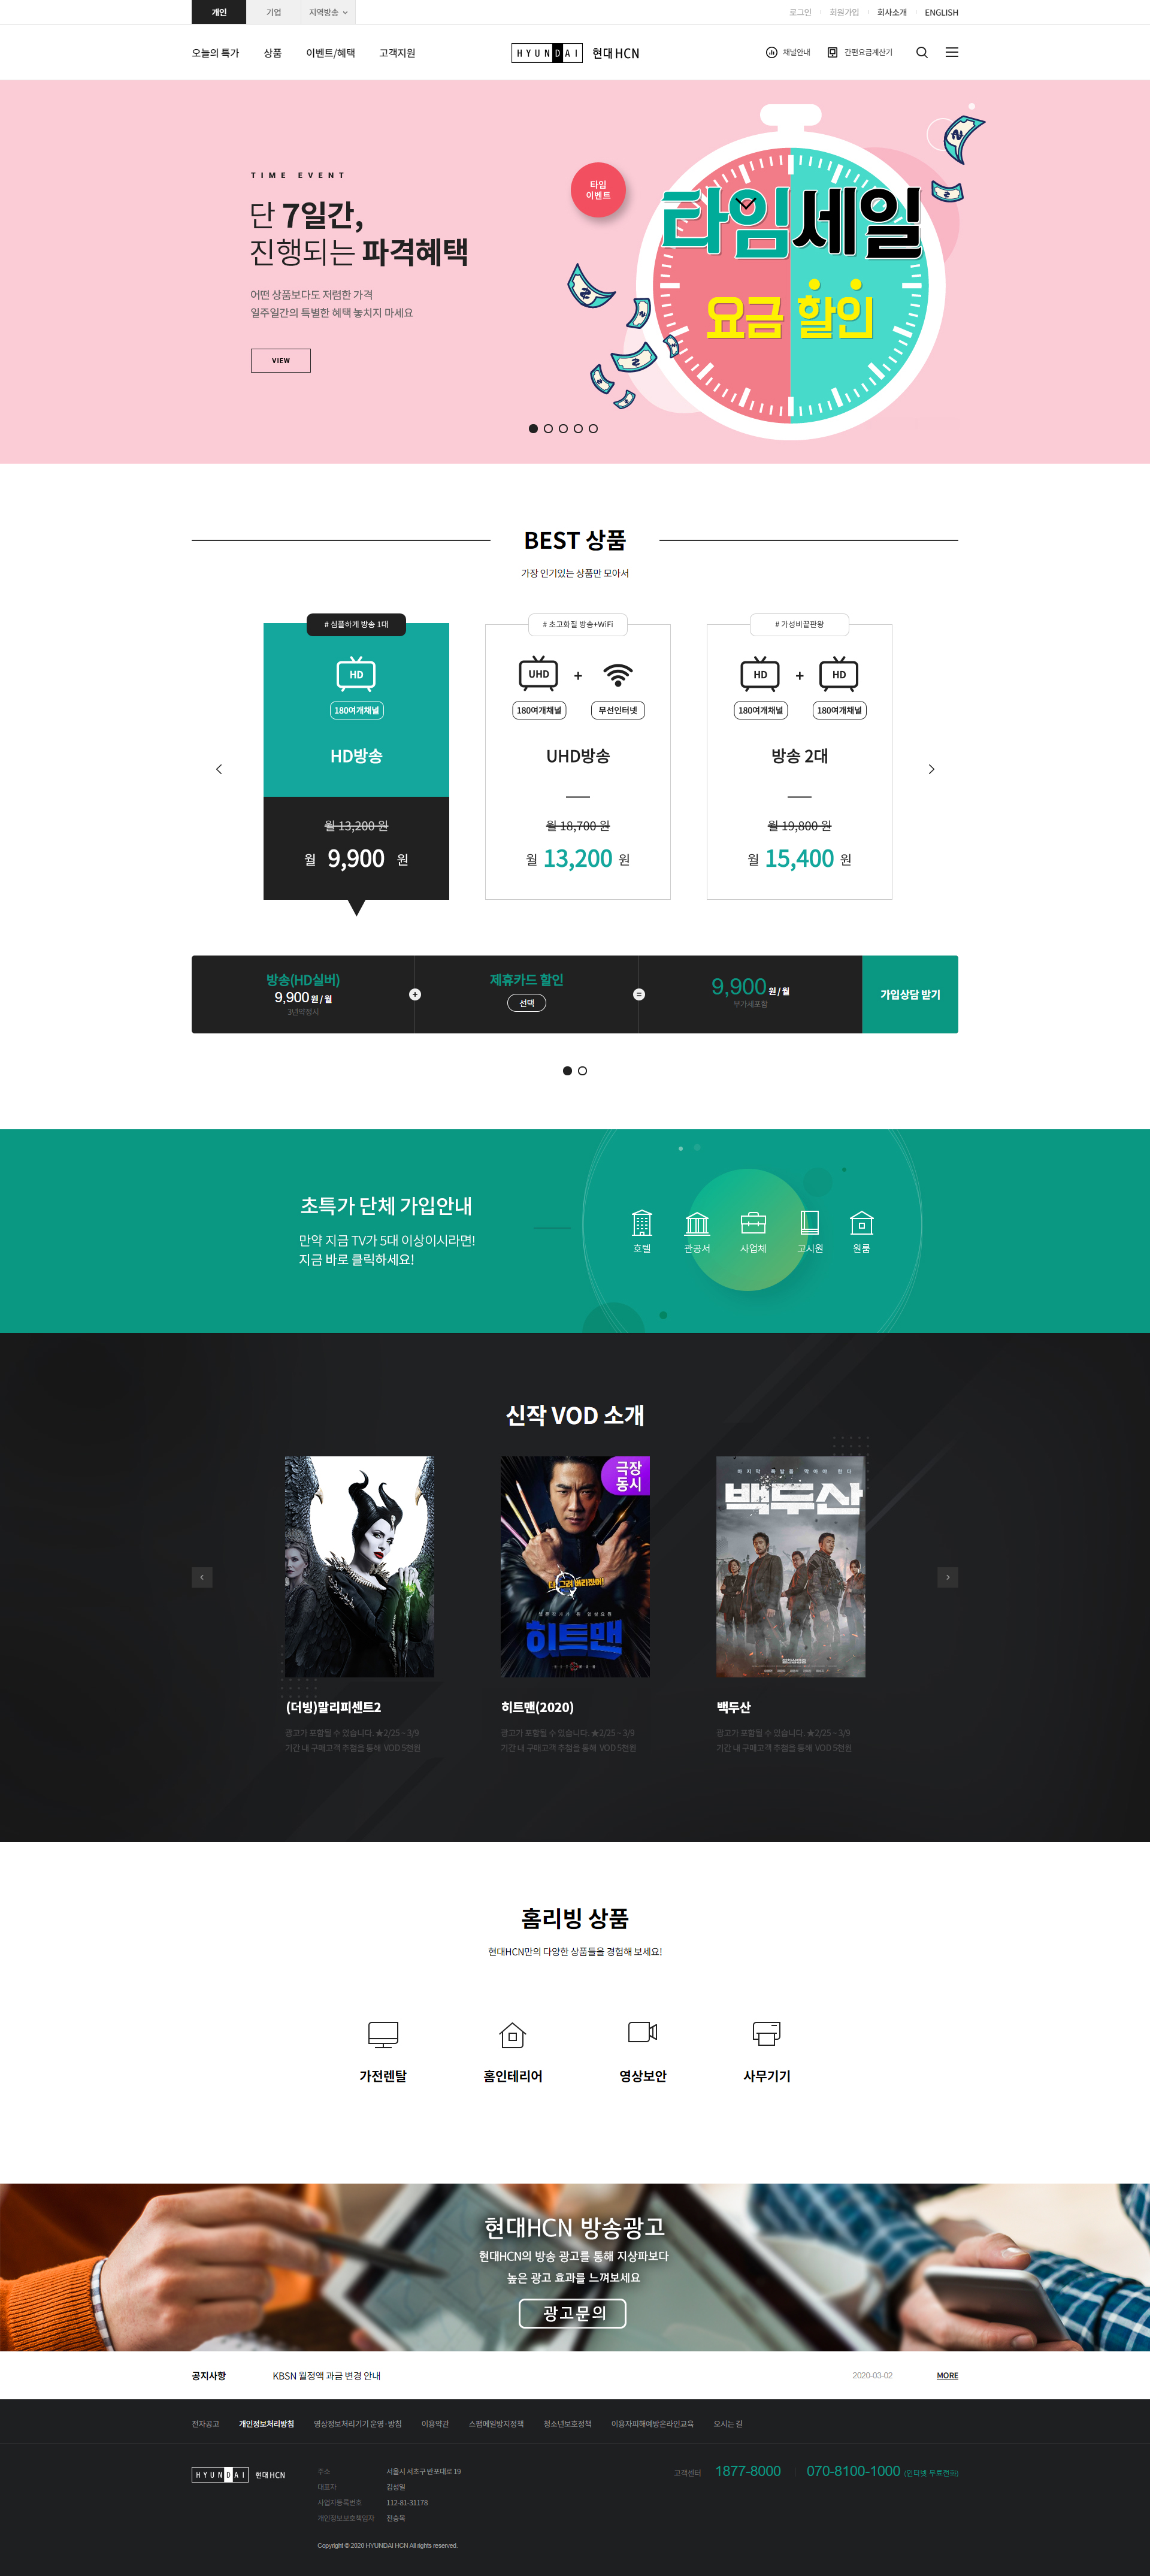 개인
기업
지역방송
로그인
회원가입
회사소개
ENGLISH
오늘의 특가
상품
이벤트/혜택
고객지원
HYUNDAI 현대 HCN
채널안내
간편요금계산기
TIME EVENT
단 7일간,
진행되는 파격혜택
어떤 상품보다도 저렴한 가격
일주일간의 특별한 혜택 놓치지 마세요
VIEW
타임
이벤트
타임세일
요금 할인
BEST 상품
가장 인기있는 상품만 모아서
# 심플하게 방송 1대
HD
180여개채널
HD방송
월 13,200 원
월 9,900 원
# 초고화질 방송+WiFi
UHD
+
180여개채널
무선인터넷
UHD방송
월 18,700 원
월 13,200 원
# 가성비끝판왕
HD
+
HD
180여개채널
180여개채널
방송 2대
월 19,800 원
월 15,400 원
방송(HD실버)
9,900 원 / 월
3년약정시
+
제휴카드 할인
선택
=
9,900 원 / 월
부가세포함
가입상담 받기
초특가 단체 가입안내
만약 지금 TV가 5대 이상이시라면!
지금 바로 클릭하세요!
호텔
관공서
사업체
고시원
원룸
신작 VOD 소개
극장
동시
더 그려 버리겠어!
히트맨
HITMAN
마지막 폭발을 막아야 한다
백두산
(더빙)말리피센트2
광고가 포함될 수 있습니다. ★2/25 ~ 3/9
기간 내 구매고객 추첨을 통해 VOD 5천원
히트맨(2020)
광고가 포함될 수 있습니다. ★2/25 ~ 3/9
기간 내 구매고객 추첨을 통해 VOD 5천원
백두산
광고가 포함될 수 있습니다. ★2/25 ~ 3/9
기간 내 구매고객 추첨을 통해 VOD 5천원
홈리빙 상품
현대HCN만의 다양한 상품들을 경험해 보세요!
가전렌탈
홈인테리어
영상보안
사무기기
현대HCN 방송광고
현대HCN의 방송 광고를 통해 지상파보다
높은 광고 효과를 느껴보세요
광고문의
공지사항
KBSN 월정액 과금 변경 안내
2020-03-02
MORE
전자공고
개인정보처리방침
영상정보처리기기 운영·방침
이용약관
스팸메일방지정책
청소년보호정책
이용자피해예방온라인교육
오시는 길
HYUNDAI 현대 HCN
주소 서울시 서초구 반포대로 19
대표자 김성일
사업자등록번호 112-81-31178
개인정보보호책임자 전승목
Copyright © 2020 HYUNDAI HCN All rights reserved.
고객센터 1877-8000
070-8100-1000 (인터넷 무료전화)